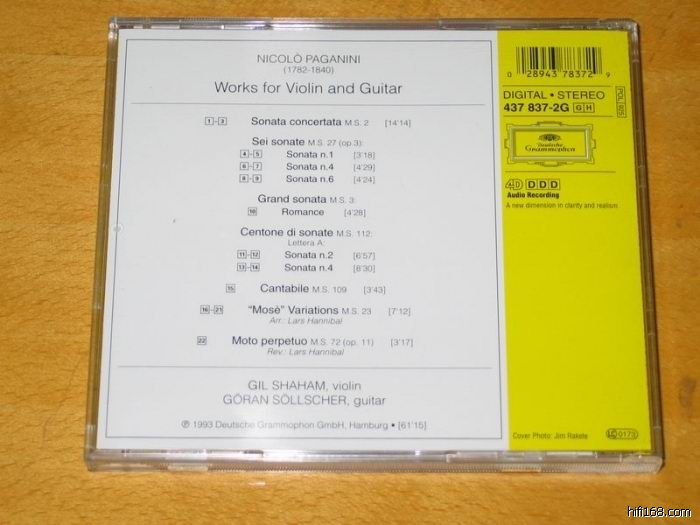 NICOLÒ PAGANINI
(1782-1840)
Works for Violin and Guitar
1 - 3 Sonata concertata M.S. 2 [14'14]
Sei sonate M.S. 27 (op 3):
4 - 5 Sonata n.1 [3'18]
6 - 7 Sonata n.4 [4'29]
8 - 9 Sonata n.6 [4'24]
Grand sonata M.S. 3:
10 Romance [4'28]
Centone di sonate M.S. 112:
Lettera A:
11 - 12 Sonata n.2 [6'57]
13 - 14 Sonata n.4 [8'30]
15 Cantabile M.S. 109 [3'43]
16 - 21 "Mosè" Variations M.S. 23 [7'12]
Arr.: Lars Hannibal
22 Moto perpetuo M.S. 72 (op. 11) [3'17]
Rev.: Lars Hannibal
GIL SHAHAM, violin
GÖRAN SÖLLSCHER, guitar
℗ 1993 Deutsche Grammophon GmbH, Hamburg • [61'15]
0 28943 78372 9
DIGITAL • STEREO
437 837-2G GH
POL 925
Deutsche
Grammophon
4D DDD
Audio Recording
A new dimension in clarity and realism
Cover Photo: Jim Rakete
LC 0173
hifi168.com